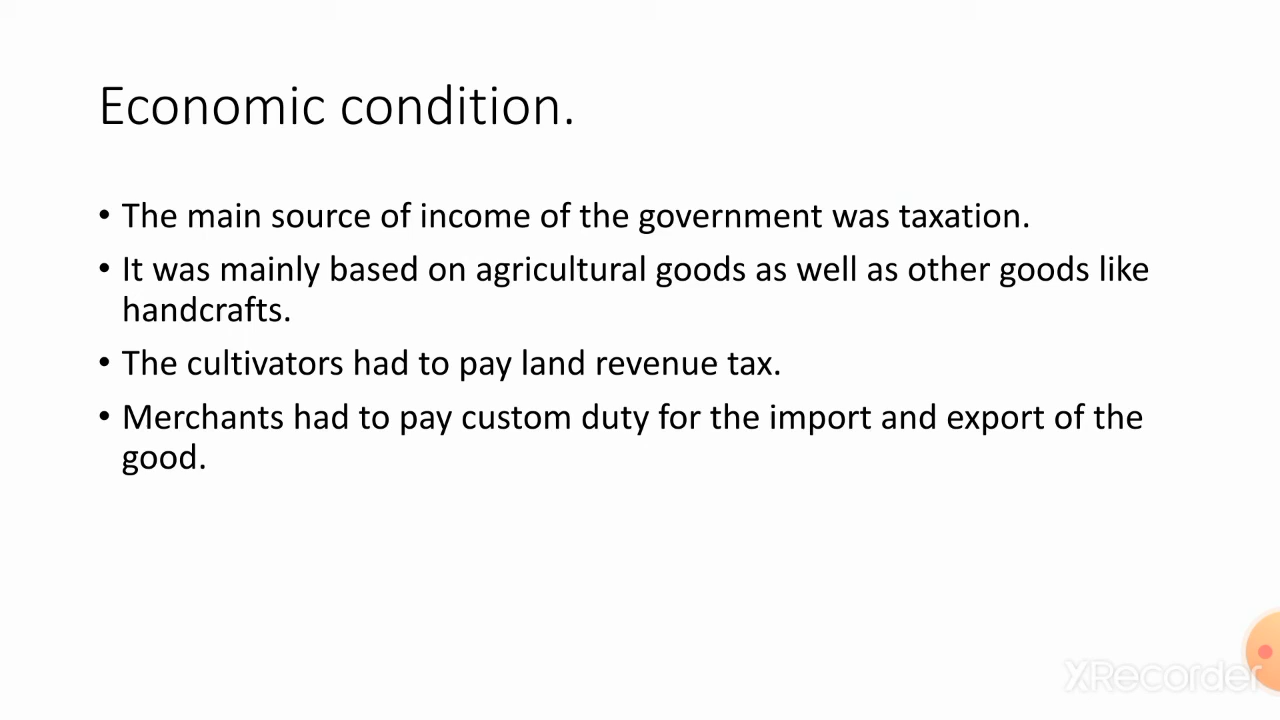 Economic condition.
• The main source of income of the government was taxation.
• It was mainly based on agricultural goods as well as other goods like
handcrafts.
• The cultivators had to pay land revenue tax.
• Merchants had to pay custom duty for the import and export of the
good.
XRecorder